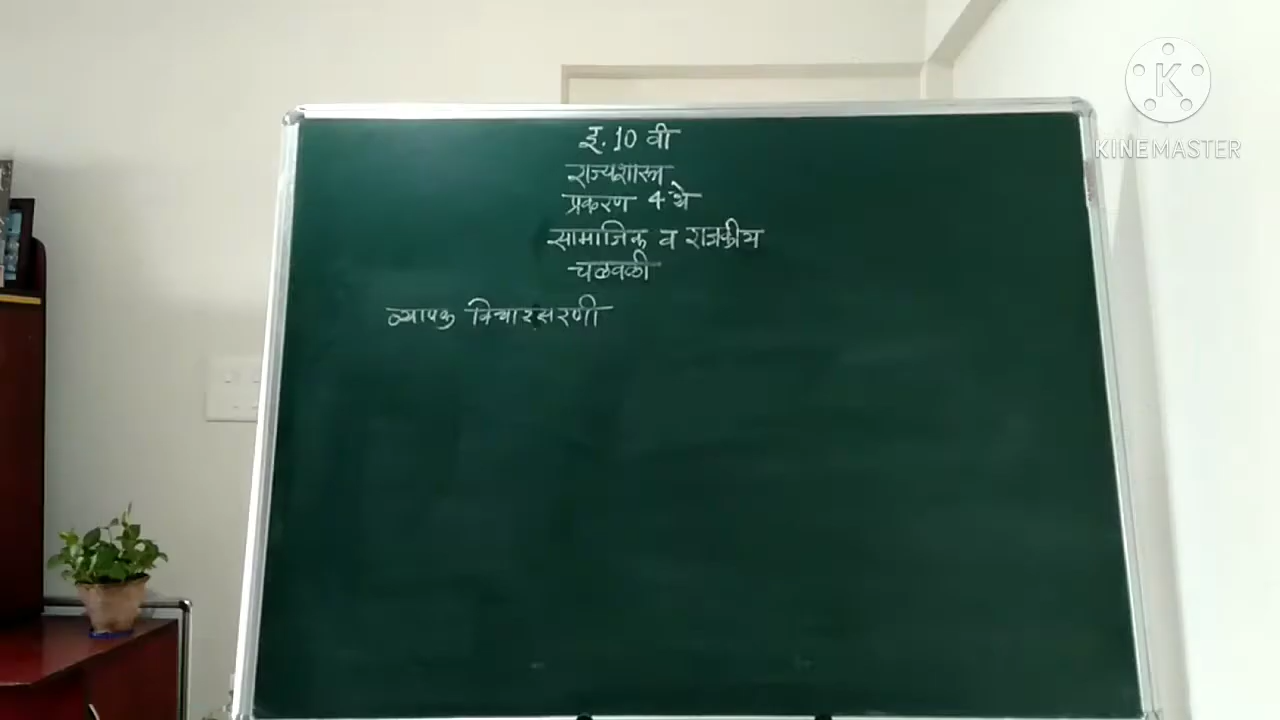 इ. 10 वी
राज्यशास्त्र
प्रकरण 4 थे
सामाजिक व राजकीय
चळवळी
व्यापक विचारसरणी
K
KINEMASTER